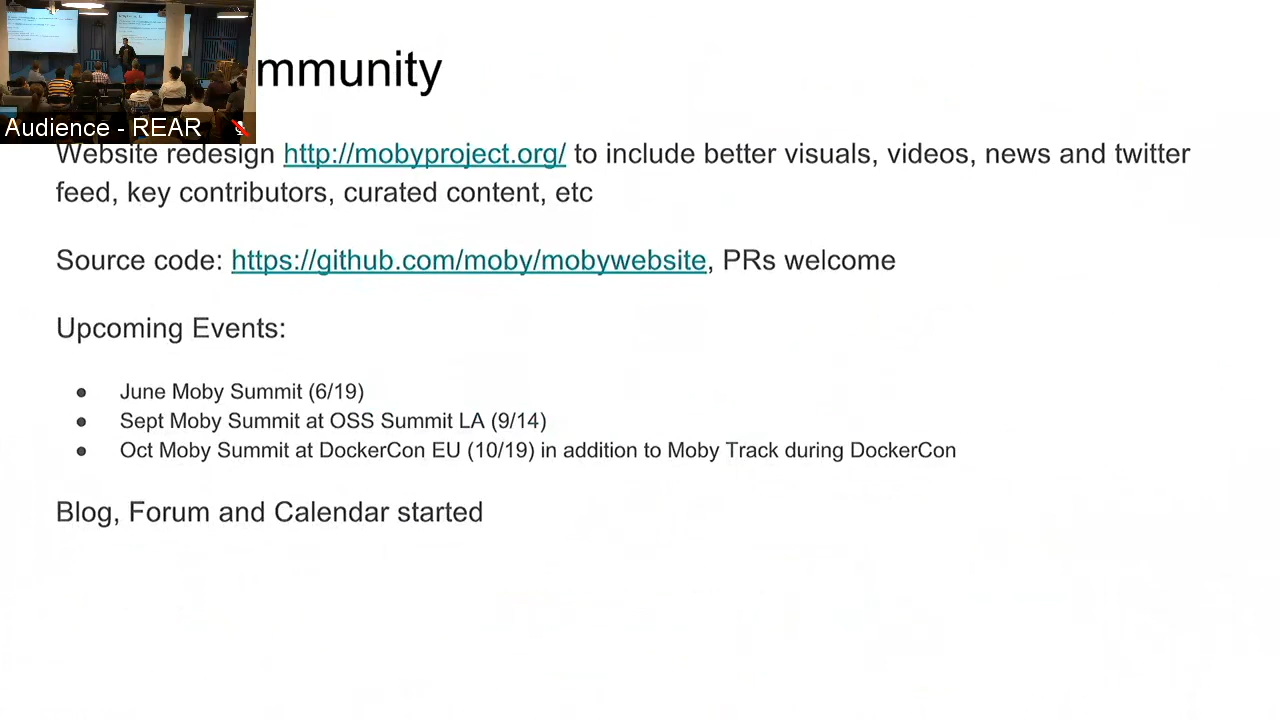 mmunity
Audience - REAR
Website redesign http://mobyproject.org/ to include better visuals, videos, news and twitter
feed, key contributors, curated content, etc
Source code: https://github.com/moby/mobywebsite, PRs welcome
Upcoming Events:
● June Moby Summit (6/19)
● Sept Moby Summit at OSS Summit LA (9/14)
● Oct Moby Summit at DockerCon EU (10/19) in addition to Moby Track during DockerCon
Blog, Forum and Calendar started